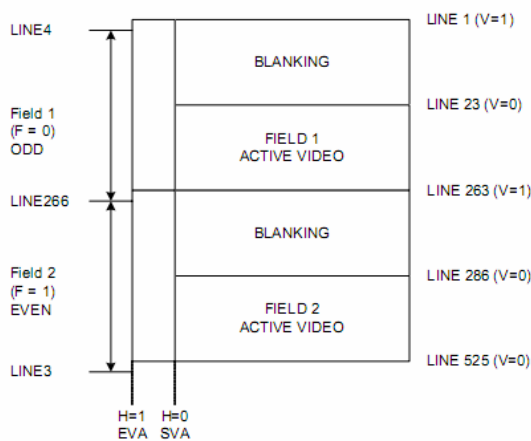 LINE4
LINE 1 (V=1)
BLANKING
LINE 23 (V=0)
Field 1
(F = 0)
ODD
FIELD 1
ACTIVE VIDEO
LINE266
LINE 263 (V=1)
BLANKING
Field 2
(F = 1)
EVEN
LINE 286 (V=0)
FIELD 2
ACTIVE VIDEO
LINE3
LINE 525 (V=0)
H=1
EVA
H=0
SVA